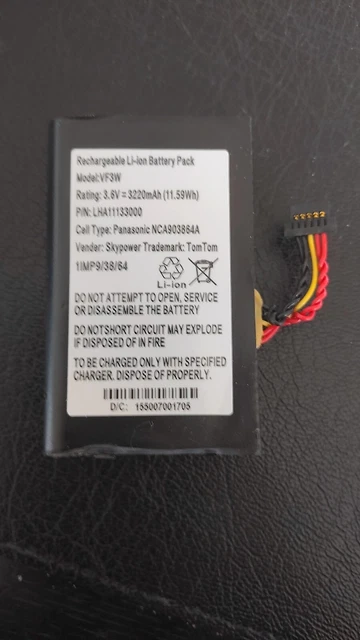 Rechargeable Li-ion Battery Pack
Model:VF3W
Rating: 3.6V = 3220mAh (11.59Wh)
P/N: LHA11133000
Cell Type: Panasonic NCA903864A
Vender: Skypower Trademark: TomTom
1IMP9/38/64
Li-ion
DO NOT ATTEMPT TO OPEN, SERVICE
OR DISASSEMBLE THE BATTERY PACK
DO NOTSHORT CIRCUIT MAY EXPLODE
IF DISPOSED OF IN FIRE
TO BE CHARGED ONLY WITH SPECIFIED
CHARGER, DISPOSE OF PROPERLY.
D/C: 155007001705